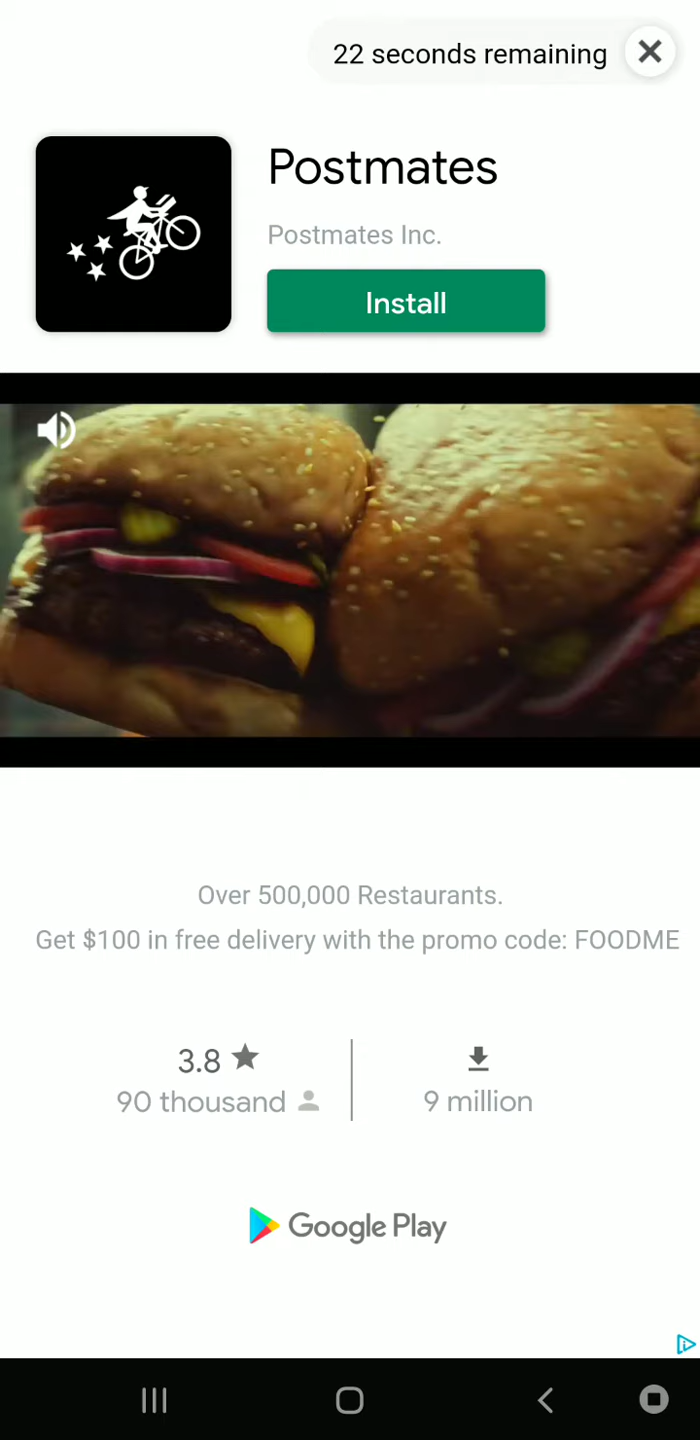 22 seconds remaining
Postmates
Postmates Inc.
Install
Over 500,000 Restaurants.
Get $100 in free delivery with the promo code: FOODME
3.8
90 thousand
9 million
Google Play